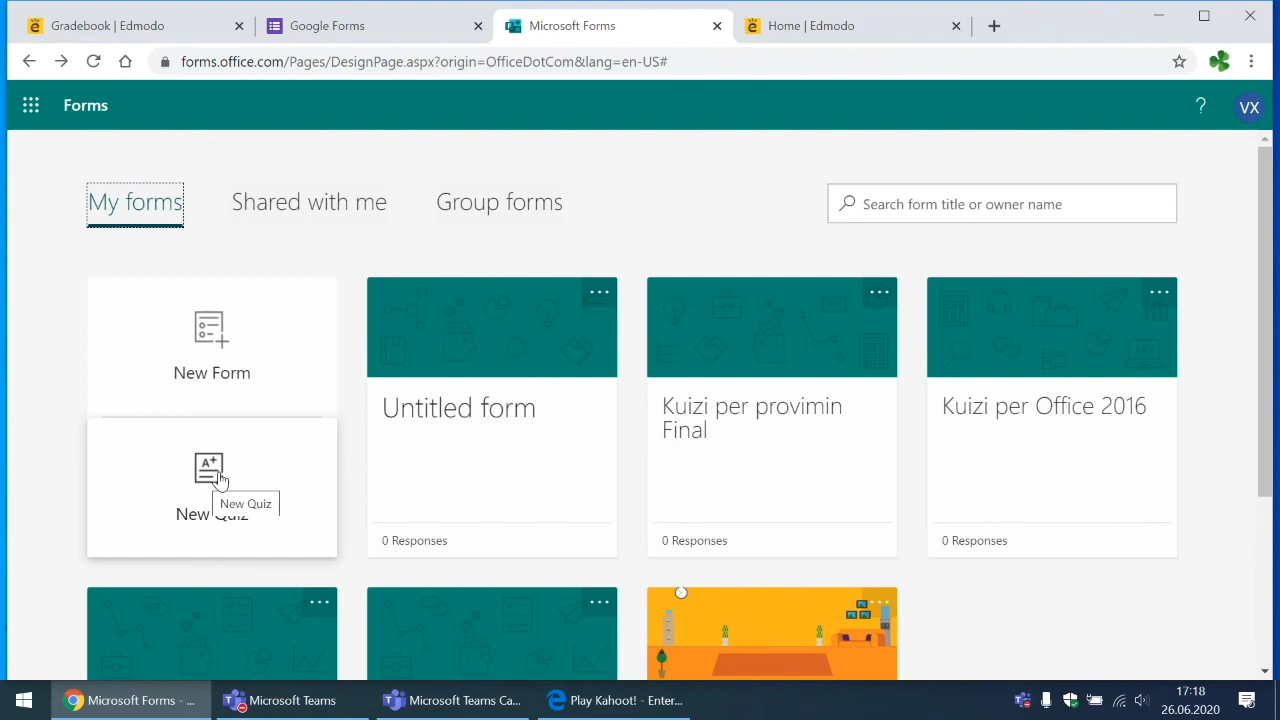 Gradebook | Edmodo
Google Forms
Microsoft Forms
Home | Edmodo
forms.office.com/Pages/DesignPage.aspx?origin=OfficeDotCom&lang=en-US#
Forms
?
VX
My forms
Shared with me
Group forms
Search form title or owner name
New Form
Untitled form
Kuizi per provimin
Final
Kuizi per Office 2016
A+
New Quiz
New Quiz
0 Responses
0 Responses
0 Responses
Microsoft Forms - ...
Microsoft Teams
Microsoft Teams Ca...
Play Kahoot! - Enter...
17:18
26.06.2020